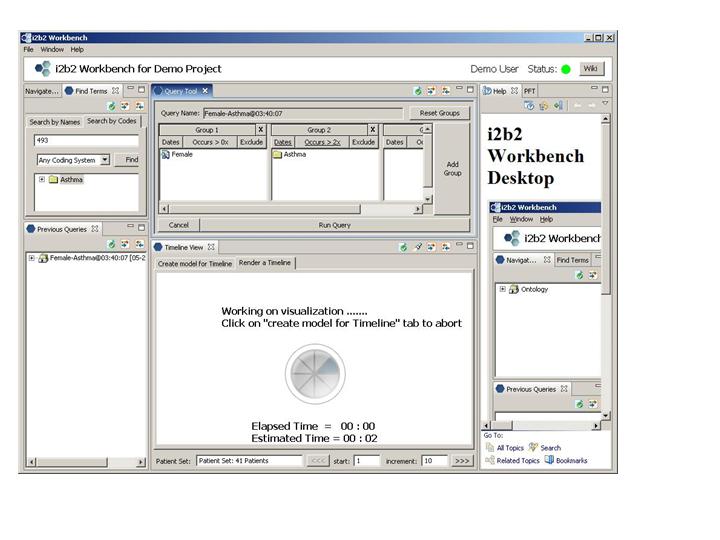 i2b2 Workbench
File Window Help
i2b2 Workbench for Demo Project
Demo User Status:
Wiki
Navigate...
Find Terms
Search by Names
Search by Codes
493
Any Coding System
Find
Asthma
Previous Queries
Female-Asthma@03:40:07 [05-2
Query Tool
Query Name:
Female-Asthma@03:40:07
Reset Groups
Group 1
X
Group 2
X
G
Dates
Occurs > 0x
Exclude
Dates
Occurs > 2x
Exclude
Dates
Female
Asthma
Add
Group
Cancel
Run Query
Timeline View
Create model for Timeline
Render a Timeline
Working on visualization .......
Click on "create model for Timeline" tab to abort
Elapsed Time = 00 : 00
Estimated Time = 00 : 02
Patient Set:
Patient Set: 41 Patients
<<<
start:
1
increment:
10
>>>
Help
PFT
i2b2
Workbench
Desktop
i2b2 Workbench
File Window Help
i2b2 Workbench
Navigat...
Find Terms
Ontology
Previous Queries
Go To:
All Topics
Search
Related Topics
Bookmarks